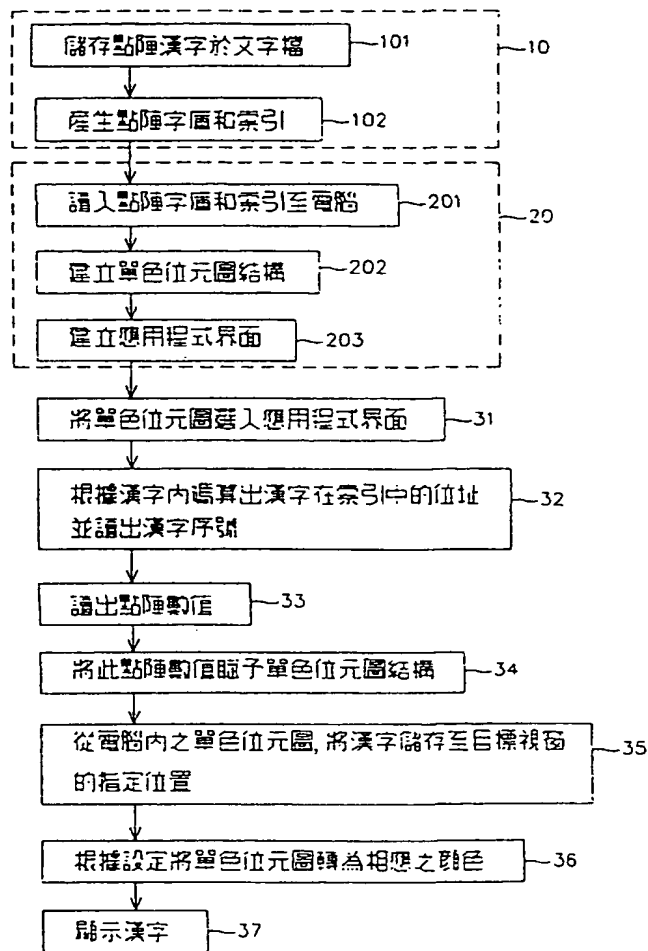 儲存點陣漢字於文字檔 101
10
產生點陣字庫和索引 102
讀入點陣字庫和索引至電腦 201
20
建立單色位元圖結構 202
建立應用程式界面 203
將單色位元圖選入應用程式界面 31
根據漢字內碼算出漢字在索引中的位址
並讀出漢字序號
32
讀出點陣數值 33
將此點陣數值賦予單色位元圖結構 34
從電腦內之單色位元圖,將漢字儲存至目標視窗
的指定位置
35
根據設定將單色位元圖轉為相應之顏色 36
顯示漢字 37